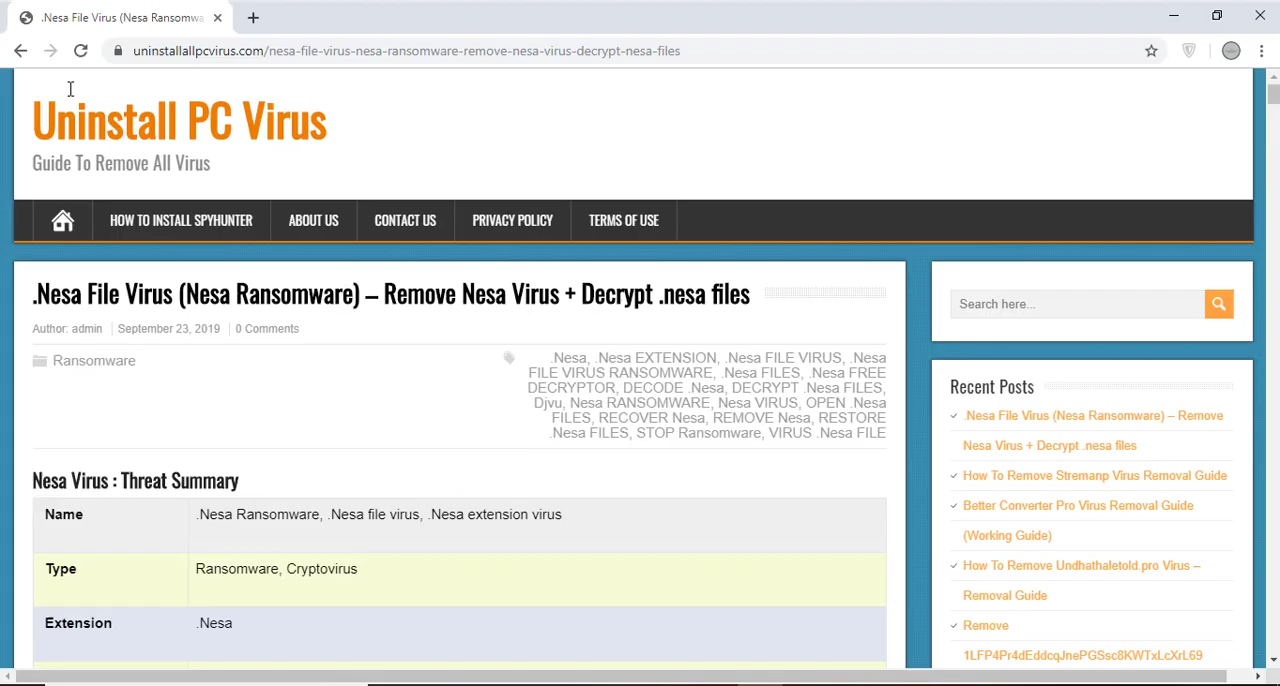 .Nesa File Virus (Nesa Ransomwa
uninstallallpcvirus.com/nesa-file-virus-nesa-ransomware-remove-nesa-virus-decrypt-nesa-files
Uninstall PC Virus
Guide To Remove All Virus
HOW TO INSTALL SPYHUNTER
ABOUT US
CONTACT US
PRIVACY POLICY
TERMS OF USE
.Nesa File Virus (Nesa Ransomware) – Remove Nesa Virus + Decrypt .nesa files
Author: admin
September 23, 2019
0 Comments
Ransomware
.Nesa, .Nesa EXTENSION, .Nesa FILE VIRUS, .Nesa
FILE VIRUS RANSOMWARE, .Nesa FILES, .Nesa FREE
DECRYPTOR, DECODE .Nesa, DECRYPT .Nesa FILES,
Djvu, Nesa RANSOMWARE, Nesa VIRUS, OPEN .Nesa
FILES, RECOVER Nesa, REMOVE Nesa, RESTORE
.Nesa FILES, STOP Ransomware, VIRUS .Nesa FILE
Nesa Virus : Threat Summary
Name
.Nesa Ransomware, .Nesa file virus, .Nesa extension virus
Type
Ransomware, Cryptovirus
Extension
.Nesa
Search here...
Recent Posts
.Nesa File Virus (Nesa Ransomware) – Remove
Nesa Virus + Decrypt .nesa files
How To Remove Stremanp Virus Removal Guide
Better Converter Pro Virus Removal Guide
(Working Guide)
How To Remove Undhathaletold.pro Virus –
Removal Guide
Remove
1LFP4Pr4dEddcqJnePGSsc8KWTxLcXrL69